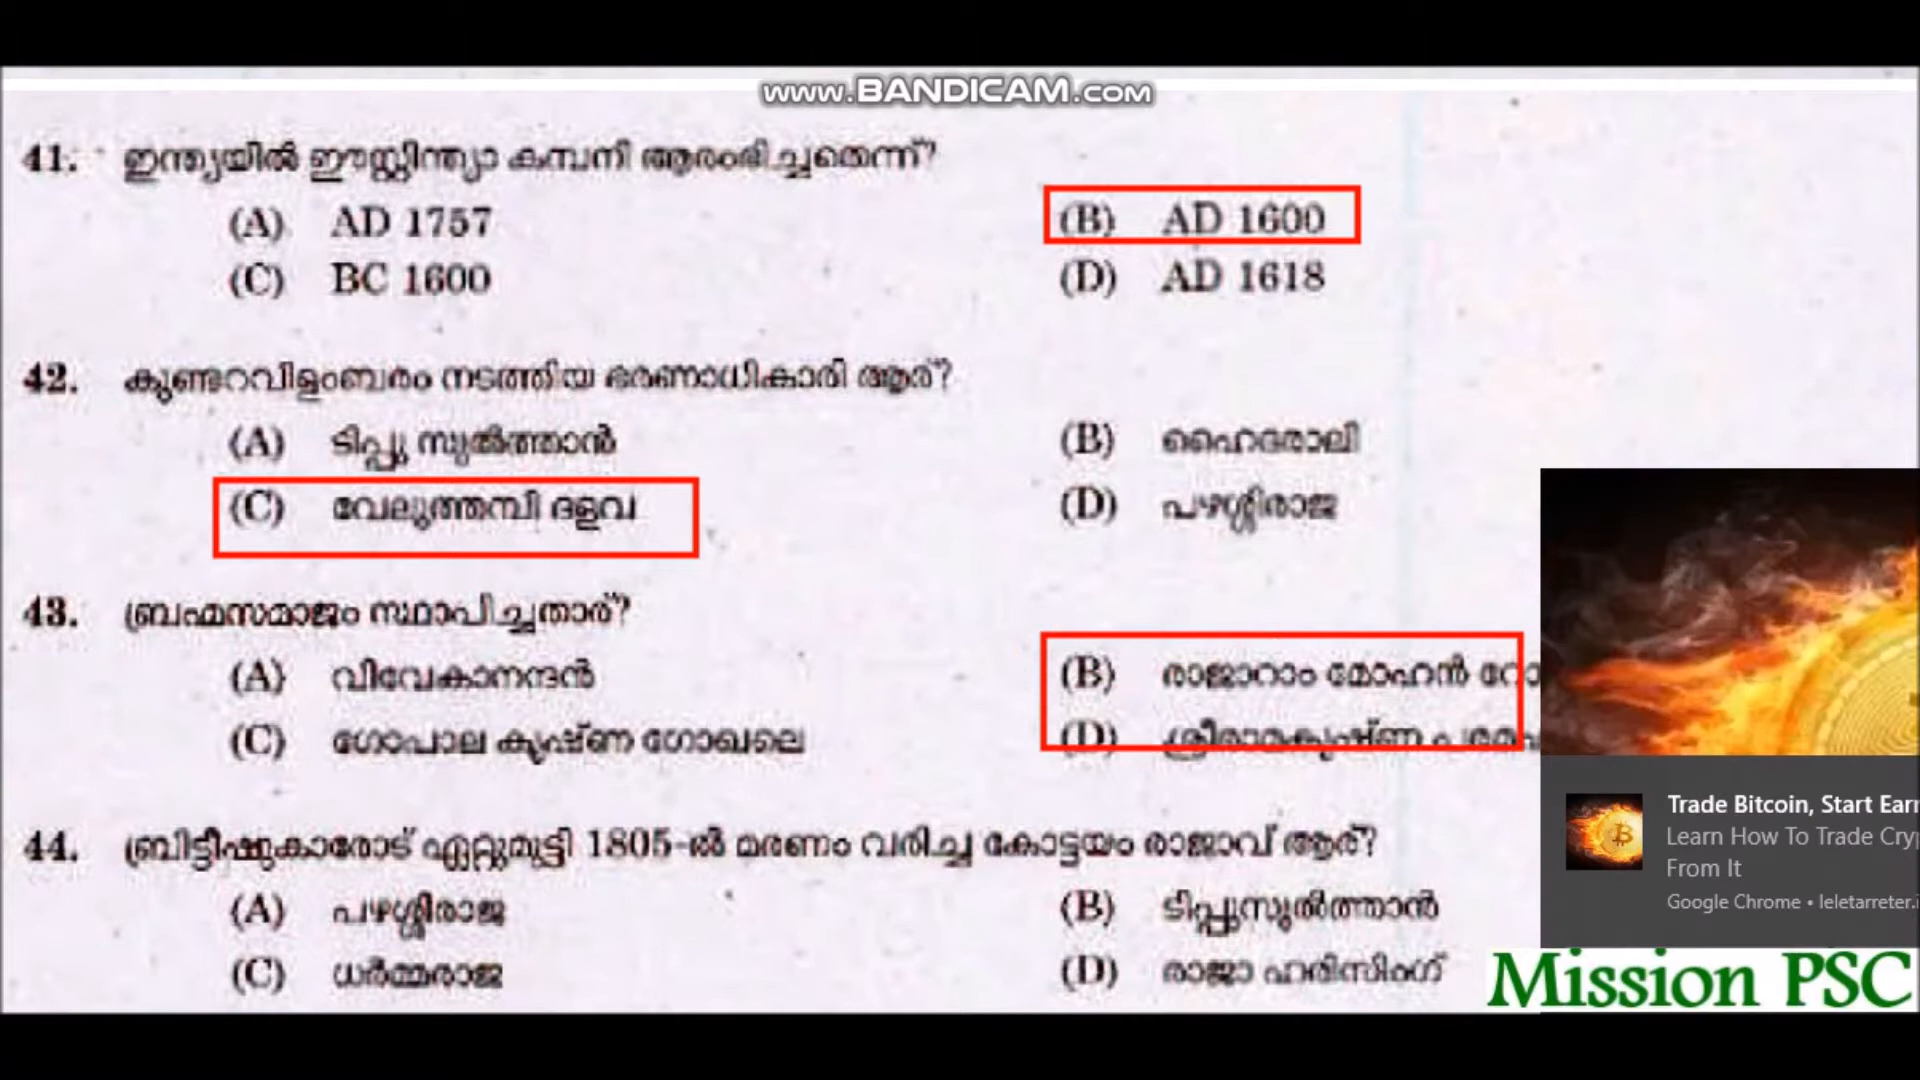 www.BANDICAM.com
41. ഇന്ത്യയിൽ ഈസ്റ്റിന്ത്യാ കമ്പനി ആരംഭിച്ചതെന്ന്?
(A) AD 1757 (B) AD 1600
(C) BC 1600 (D) AD 1618
42. കുണ്ടറവിളംബരം നടത്തിയ ഭരണാധികാരി ആര്?
(A) ടിപ്പു സുൽത്താൻ (B) ഹൈദരാലി
(C) വേലുത്തമ്പി ദളവ (D) പഴശ്ശിരാജ
43. ബ്രഹ്മസമാജം സ്ഥാപിച്ചതാര്?
(A) വിവേകാനന്ദൻ (B) രാജാറാം മോഹൻ റോ
(C) ഗോപാല കൃഷ്ണ ഗോഖലെ (D) ശ്രീരാമകൃഷ്ണ പരമഹ
44. ബ്രിട്ടീഷുകാരോട് ഏറ്റുമുട്ടി 1805-ൽ മരണം വരിച്ച കോട്ടയം രാജാവ് ആര്?
(A) പഴശ്ശിരാജ (B) ടിപ്പുസുൽത്താൻ
(C) ധർമ്മരാജ (D) രാജാ ഹരിസിംഗ്
Trade Bitcoin, Start Earn
Learn How To Trade Cryp
From It
Google Chrome • leletarreter.i
Mission PSC